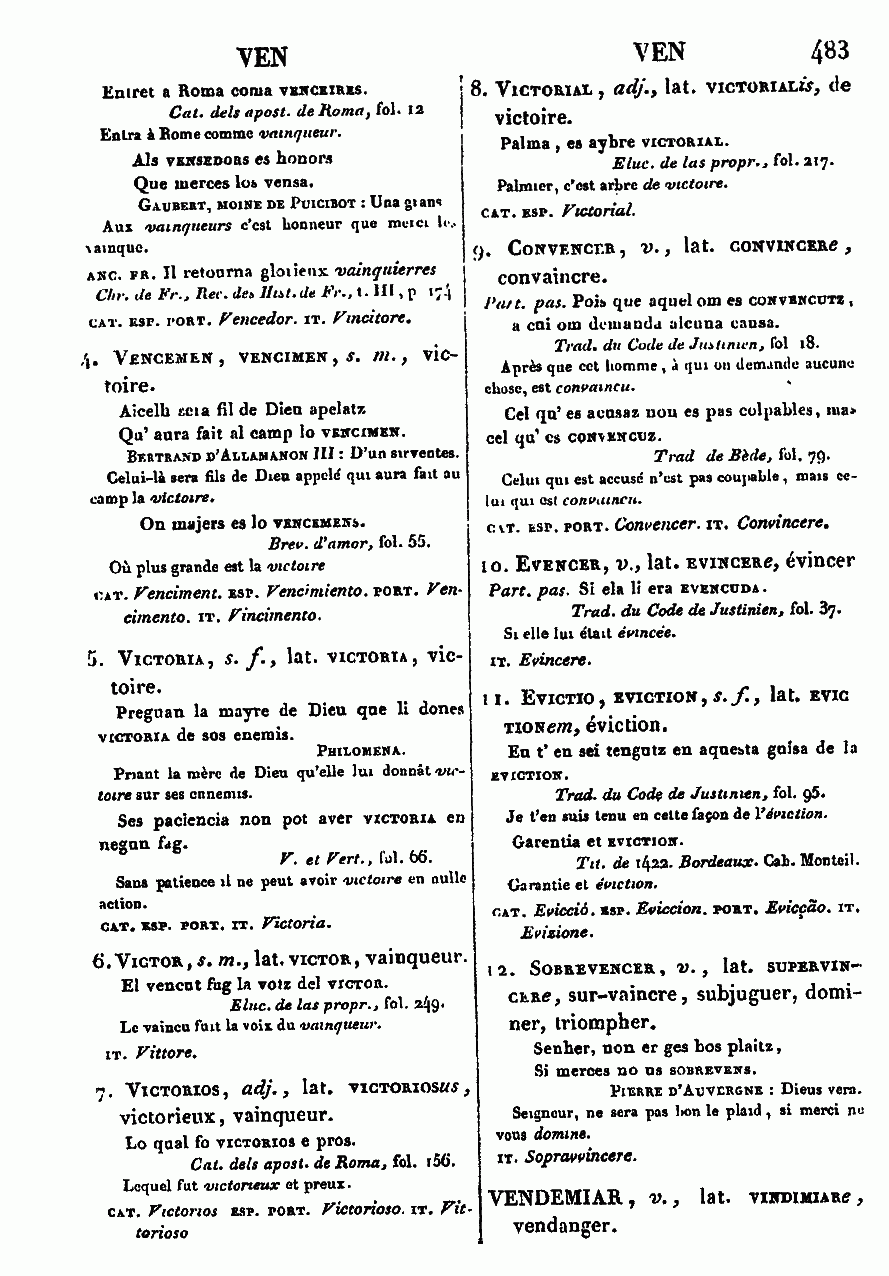 VEN
VEN 483
Entret a Roma coma VENCEIRES.
Cat. dels apost. de Roma, fol. 12
Entra à Rome comme vainqueur.
Als VENSEDORS es honors
Que merces los vensa.
GAUBERT, MOINE DE PUICIBOT : Una grans
Aux vainqueurs c'est honneur que merci les
vainque.
ANC. FR. Il retourna glorieux vainquierres
Chr. de Fr., Rec. des Hist. de Fr., t. III, p 174
CAT. ESP. PORT. Vencedor. IT. Vincitore.
4. VENCEMEN, VENCIMEN, s. m., vic-
toire.
Aicelh sera fil de Dieu apelatz
Qu' aura fait al camp lo VENCIMEN.
BERTRAND D'ALLAMANON III : D'un sirventes.
Celui-là sera fils de Dieu appelé qui aura fait au
camp la victoire.
On majers es lo VENCEMENS.
Brev. d'amor, fol. 55.
Où plus grande est la victoire
CAT. Venciment. ESP. Vencimiento. PORT. Ven-
cimento. IT. Vincimento.
5. VICTORIA, s. f., lat. VICTORIA, vic-
toire.
Preguan la mayre de Dieu que li dones
VICTORIA de sos enemis.
PHILOMENA.
Priant la mère de Dieu qu'elle lui donnât vic-
toire sur ses ennemis.
Ses paciencia non pot aver VICTORIA en
negun fag.
V. et Vert., fol. 66.
Sans patience il ne peut avoir victoire en nulle
action.
CAT. ESP. PORT. IT. Victoria.
6. VICTOR, s. m., lat. VICTOR, vainqueur.
El vencut fug la votz del VICTOR.
Eluc. de las propr., fol. 249.
Le vaincu fuit la voix du vainqueur.
IT. Vittore.
7. VICTORIOS, adj., lat. VICTORIOSUS,
victorieux, vainqueur.
Lo qual fo VICTORIOS e pros.
Cat. dels apost. de Roma, fol. 156.
Lequel fut victorieux et preux.
CAT. Victorios ESP. PORT. Victorioso. IT. Vit-
torioso
8. VICTORIAL, adj., lat. VICTORIALis, de
victoire.
Palma, es aybre VICTORIAL.
Eluc. de las propr., fol. 217.
Palmier, c'est arbre de victoire.
CAT. ESP. Victorial.
9. CONVENCER, v., lat. CONVINCERe,
convaincre.
Part. pas. Pois que aquel om es CONVENCUTZ,
a cui om demanda alcuna causa.
Trad. du Code de Justinien, fol 18.
Après que cet homme, à qui on demande aucune
chose, est convaincu.
Cel qu' es acusaz non es pas colpables, mas
cel qu' es CONVENCUZ.
Trad de Bède, fol. 79.
Celui qui est accusé n'est pas coupable, mais ce-
lui qui est convaincu.
CAT. ESP. PORT. Convencer. IT. Convincere.
10. EVENCER, v., lat. EVINCERe, évincer
Part. pas. Si ela li era EVENCUDA.
Trad. du Code de Justinien, fol. 37.
Si elle lui était évincée.
IT. Evincere.
11. EVICTIO, EVICTION, s. f., lat. EVIC
TIONem, éviction.
Eu t' en sei tengutz en aquesta guisa de la
EVICTION.
Trad. du Code de Justinien, fol. 95.
Je t'en suis tenu en cette façon de l'éviction.
Garentia et EVICTION.
Tit. de 1422. Bordeaux. Cab. Monteil.
Garantie et éviction.
CAT. Evicció. ESP. Eviccion. PORT. Evicção. IT.
Evizione.
12. SOBREVENCER, v., lat. SUPERVIN-
CERe, sur-vaincre, subjuguer, domi-
ner, triompher.
Senher, non er ges bos plaitz,
Si merces no us SOBREVENS.
PIERRE D'AUVERGNE : Dieus vera.
Seigneur, ne sera pas bon le plaid, si merci ne
vous domine.
IT. Sopravvincere.
VENDEMIAR, v., lat. VINDIMIARe,
vendanger.